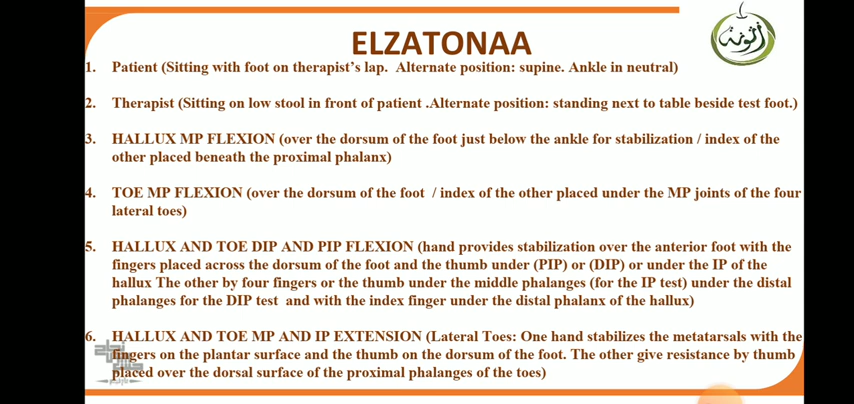 ELZATONAA
زتونة
1. Patient (Sitting with foot on therapist's lap. Alternate position: supine. Ankle in neutral)
2. Therapist (Sitting on low stool in front of patient .Alternate position: standing next to table beside test foot.)
3. HALLUX MP FLEXION (over the dorsum of the foot just below the ankle for stabilization / index of the
other placed beneath the proximal phalanx)
4. TOE MP FLEXION (over the dorsum of the foot / index of the other placed under the MP joints of the four
lateral toes)
5. HALLUX AND TOE DIP AND PIP FLEXION (hand provides stabilization over the anterior foot with the
fingers placed across the dorsum of the foot and the thumb under (PIP) or (DIP) or under the IP of the
hallux The other by four fingers or the thumb under the middle phalanges (for the IP test) under the distal
phalanges for the DIP test and with the index finger under the distal phalanx of the hallux)
6. HALLUX AND TOE MP AND IP EXTENSION (Lateral Toes: One hand stabilizes the metatarsals with the
fingers on the plantar surface and the thumb on the dorsum of the foot. The other give resistance by thumb
placed over the dorsal surface of the proximal phalanges of the toes)